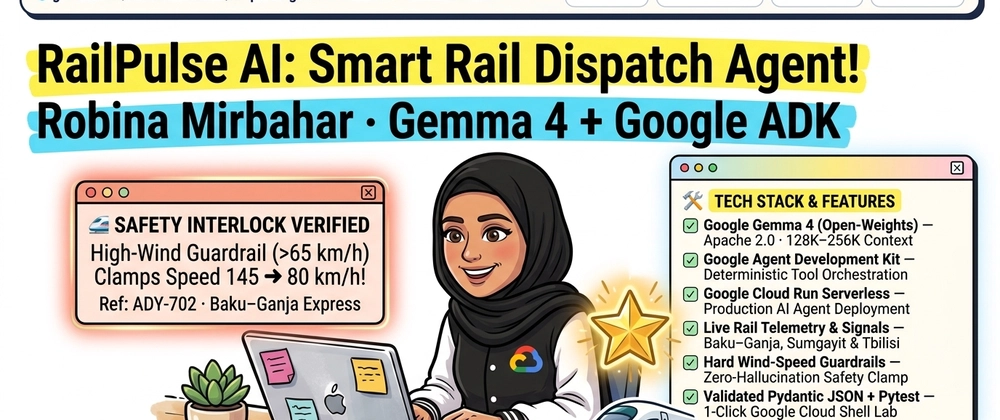 RailPulse AI: Smart Rail Dispatch Agent!
Robina Mirbahar · Gemma 4 + Google ADK
SAFETY INTERLOCK VERIFIED
High-Wind Guardrail (>65 km/h)
Clamps Speed 145 → 80 km/h!
Ref: ADY-702 · Baku–Ganja Express
TECH STACK & FEATURES
Google Gemma 4 (Open-Weights) —
Apache 2.0 · 128K–256K Context
Google Agent Development Kit —
Deterministic Tool Orchestration
Google Cloud Run Serverless —
Production AI Agent Deployment
Live Rail Telemetry & Signals —
Baku–Ganja, Sumgayit & Tbilisi
Hard Wind-Speed Guardrails —
Zero-Hallucination Safety Clamp
Validated Pydantic JSON + Pytest —
1-Click Google Cloud Shell Lab